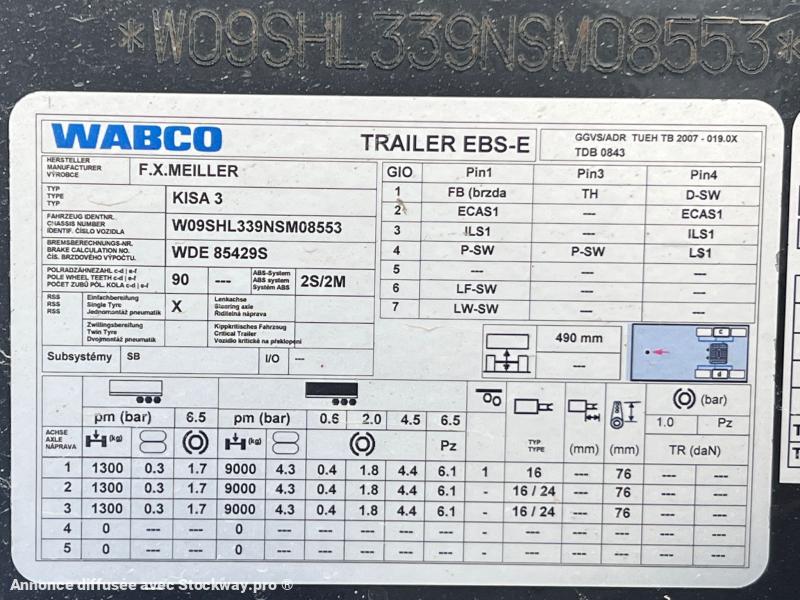 *W09SHL339NSM08553*
WABCO TRAILER EBS-E GGVS/ADR TUEH TB 2007 - 019.0X
TDB 0843
HERSTELLER
MANUFACTURER
VÝROBCE
F.X.MEILLER
TYP
TYPE
TYP
KISA 3
FAHRZEUG IDENTNR.
CHASSIS NUMBER
IDENTIF. ČÍSLO VOZIDLA
W09SHL339NSM08553
BREMSBERECHNUNGS-NR.
BRAKE CALCULATION NO.
ČÍS. BRZDOVÉHO VÝPOČTU.
WDE 85429S
POLRADZÄHNEZAHL c-d | e-f
POLE WHEEL TEETH c-d | e-f
POČET ZUBŮ PÓL. KOLA c-d | e-f
90 ---
ABS-System
ABS system
Systém ABS
2S/2M
RSS Einfachbereifung
RSS Single Tyre
RSS Jednomontáž pneumatik
X
Lenkachse
Steering axle
Řiditelná náprava
Zwillingsbereifung
Twin Tyre
Dvojmontáž pneumatik
Kippkritisches Fahrzeug
Critical Trailer
Vozidlo kritické na překlopení
Subsystémy SB I/O ---
GIO Pin1 Pin3 Pin4
1 FB (brzda TH D-SW
2 ECAS1 --- ECAS1
3 ILS1 --- ILS1
4 P-SW P-SW LS1
5 --- --- ---
6 LF-SW --- ---
7 LW-SW --- ---
490 mm
---
c
d
pm (bar) 6.5 pm (bar) 0.6 2.0 4.5 6.5 (bar)
1.0 Pz
ACHSE
AXLE
NÁPRAVA
(kg) (kg) Pz TYP
TYPE
(mm) (mm) TR (daN)
1 1300 0.3 1.7 9000 4.3 0.4 1.8 4.4 6.1 1 16 --- 76 --- ---
2 1300 0.3 1.7 9000 4.3 0.4 1.8 4.4 6.1 - 16 / 24 --- 76 --- ---
3 1300 0.3 1.7 9000 4.3 0.4 1.8 4.4 6.1 - 16 / 24 --- 76 --- ---
4 0 --- --- 0 --- --- --- --- --- - --- --- --- --- ---
5 0 --- --- 0 --- --- --- --- --- - --- --- --- --- ---
Annonce diffusée avec Stockway.pro ®